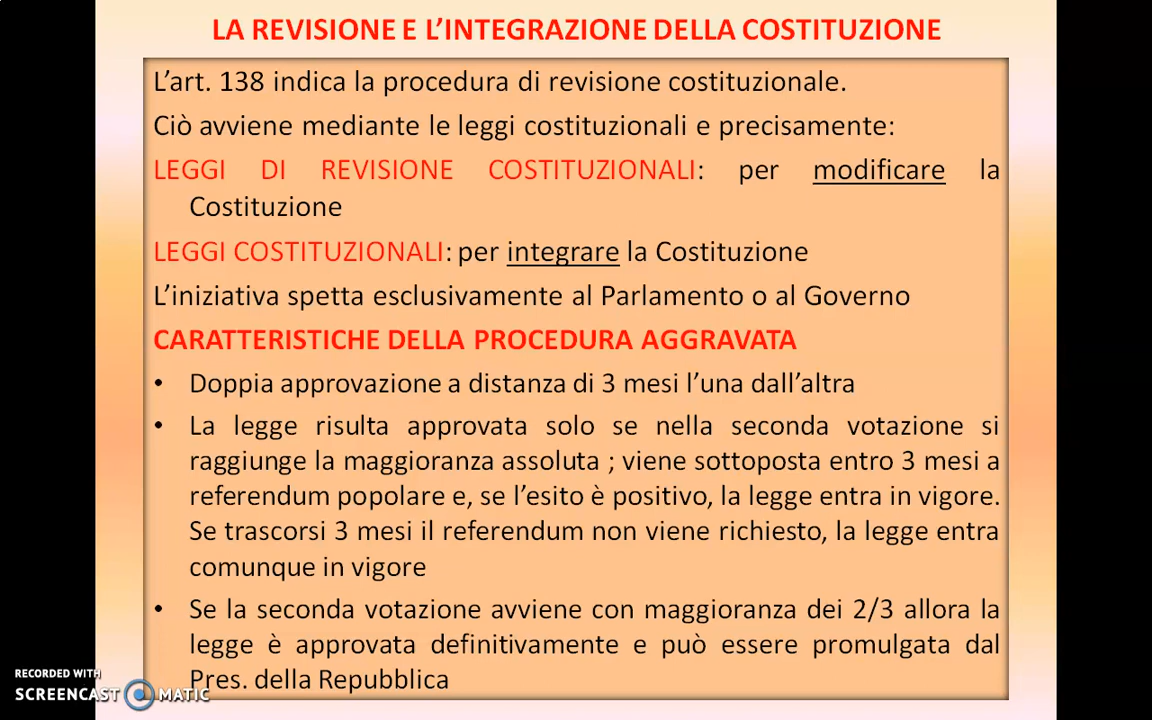 LA REVISIONE E L'INTEGRAZIONE DELLA COSTITUZIONE
L'art. 138 indica la procedura di revisione costituzionale.
Ciò avviene mediante le leggi costituzionali e precisamente:
LEGGI DI REVISIONE COSTITUZIONALI: per modificare la
Costituzione
LEGGI COSTITUZIONALI: per integrare la Costituzione
L'iniziativa spetta esclusivamente al Parlamento o al Governo
CARATTERISTICHE DELLA PROCEDURA AGGRAVATA
• Doppia approvazione a distanza di 3 mesi l'una dall'altra
• La legge risulta approvata solo se nella seconda votazione si
raggiunge la maggioranza assoluta ; viene sottoposta entro 3 mesi a
referendum popolare e, se l'esito è positivo, la legge entra in vigore.
Se trascorsi 3 mesi il referendum non viene richiesto, la legge entra
comunque in vigore
• Se la seconda votazione avviene con maggioranza dei 2/3 allora la
legge è approvata definitivamente e può essere promulgata dal
Pres. della Repubblica
RECORDED WITH
SCREENCAST MATIC